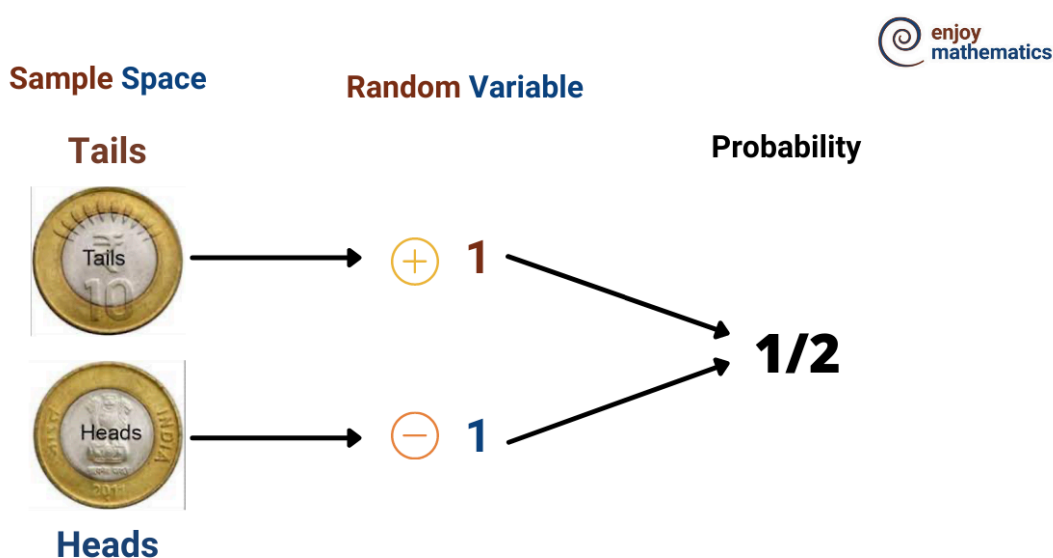 enjoy
mathematics
Sample Space
Random Variable
Tails
Probability
Tails
10
+ 1
1/2
Heads
INDIA
2011
− 1
Heads